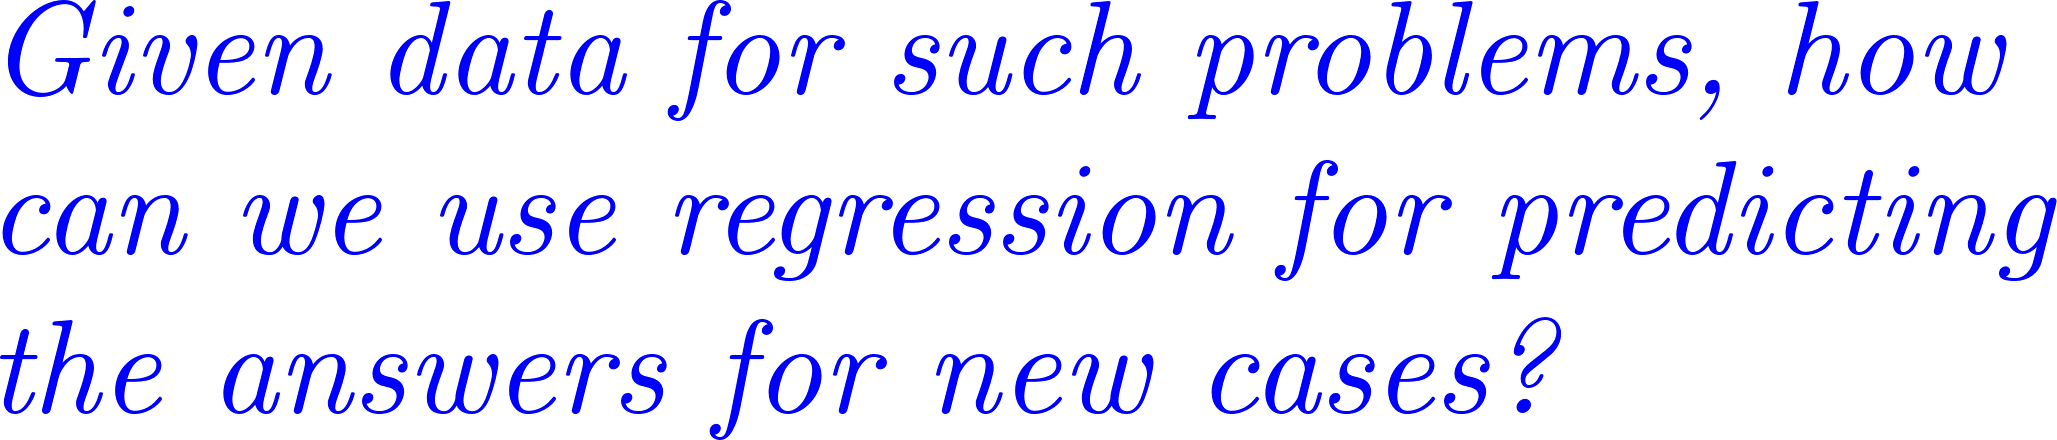 Given data for such problems, how
can we use regression for predicting
the answers for new cases?